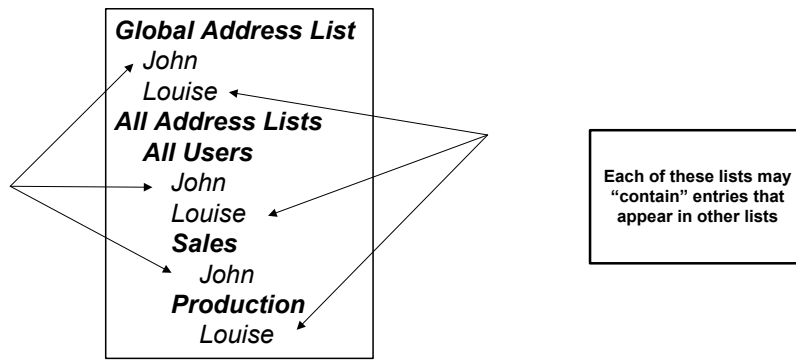 Global Address List
John
Louise
All Address Lists
All Users
John
Louise
Sales
John
Production
Louise
Each of these lists may
“contain” entries that
appear in other lists